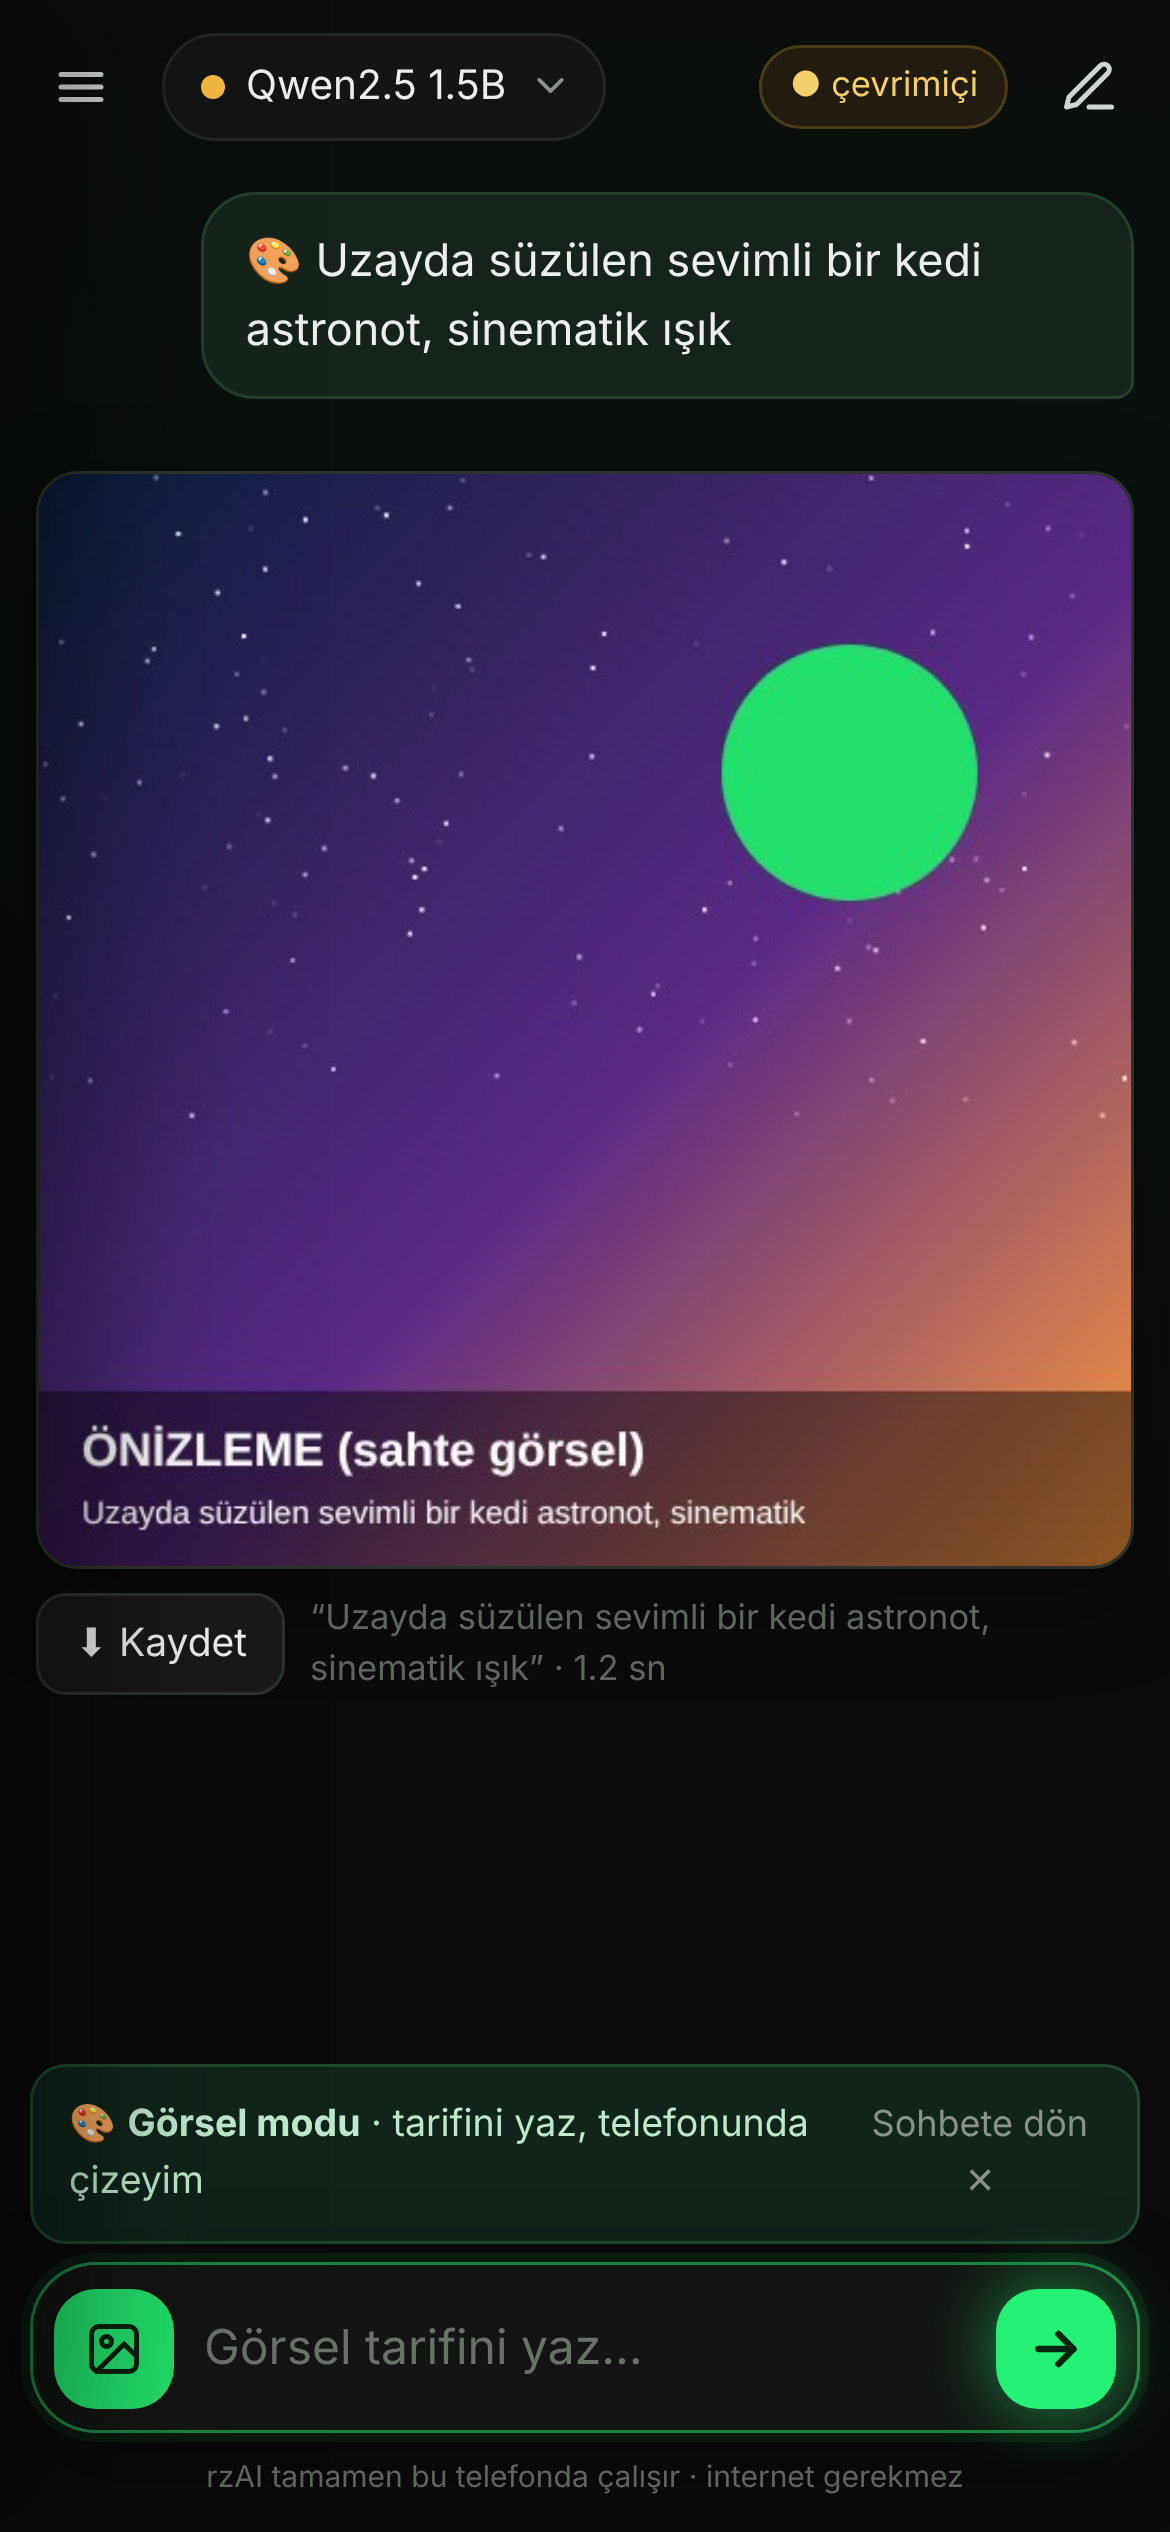 Qwen2.5 1.5B
çevrimiçi
Uzayda süzülen sevimli bir kedi
astronot, sinematik ışık
ÖNİZLEME (sahte görsel)
Uzayda süzülen sevimli bir kedi astronot, sinematik
Kaydet
“Uzayda süzülen sevimli bir kedi astronot,
sinematik ışık” · 1.2 sn
Görsel modu · tarifini yaz, telefonunda
çizeyim
Sohbete dön
×
Görsel tarifini yaz...
rzAI tamamen bu telefonda çalışır · internet gerekmez